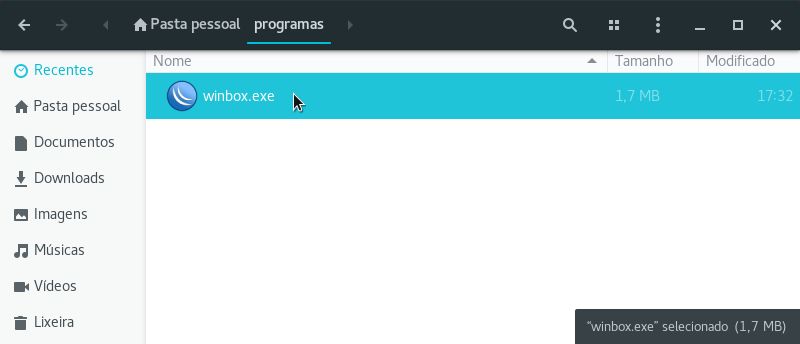 Pasta pessoal programas
Nome Tamanho Modificado
Recentes
winbox.exe 1,7 MB 17:32
Pasta pessoal
Documentos
Downloads
Imagens
Músicas
Vídeos
Lixeira
“winbox.exe” selecionado (1,7 MB)